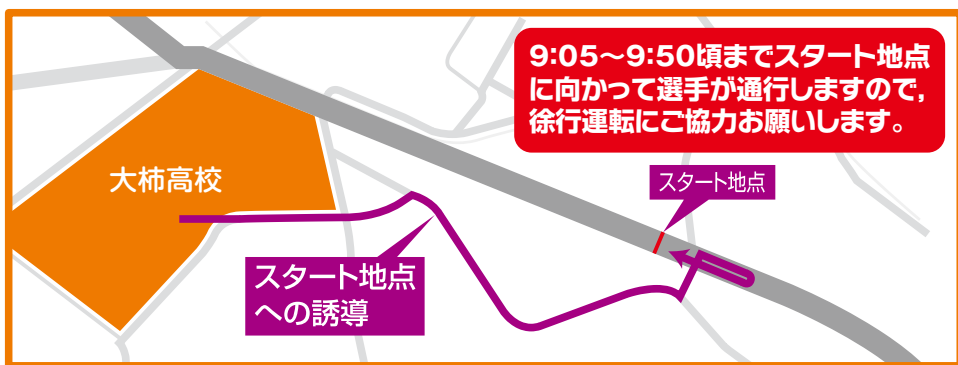 9:05～9:50頃までスタート地点
に向かって選手が通行しますので，
徐行運転にご協力お願いします。
大柿高校
スタート地点
スタート地点
への誘導